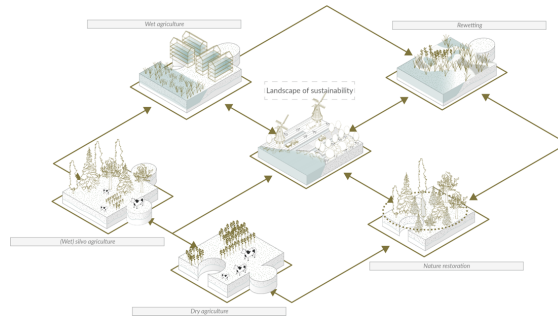 Wet agriculture
Rewetting
Landscape of sustainability
(Wet) silvo agriculture
Nature restoration
Dry agriculture